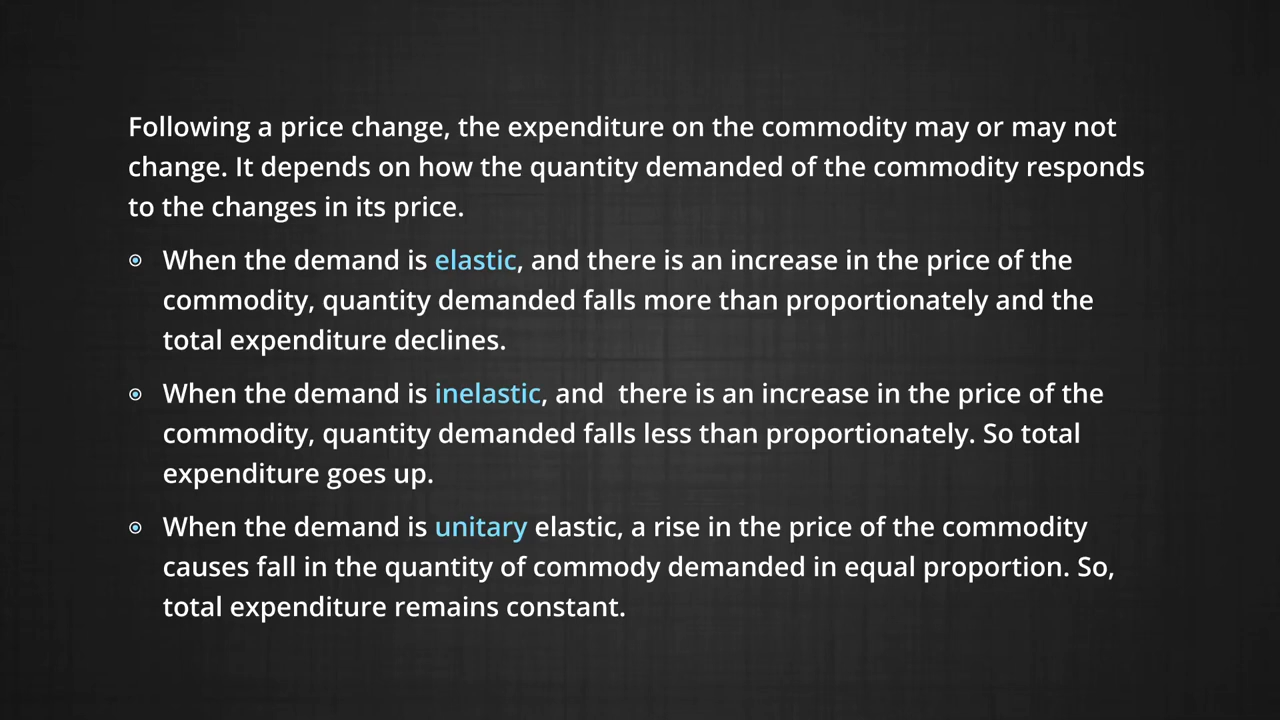 Following a price change, the expenditure on the commodity may or may not
change. It depends on how the quantity demanded of the commodity responds
to the changes in its price.
When the demand is elastic, and there is an increase in the price of the
commodity, quantity demanded falls more than proportionately and the
total expenditure declines.
When the demand is inelastic, and  there is an increase in the price of the
commodity, quantity demanded falls less than proportionately. So total
expenditure goes up.
When the demand is unitary elastic, a rise in the price of the commodity
causes fall in the quantity of commody demanded in equal proportion. So,
total expenditure remains constant.